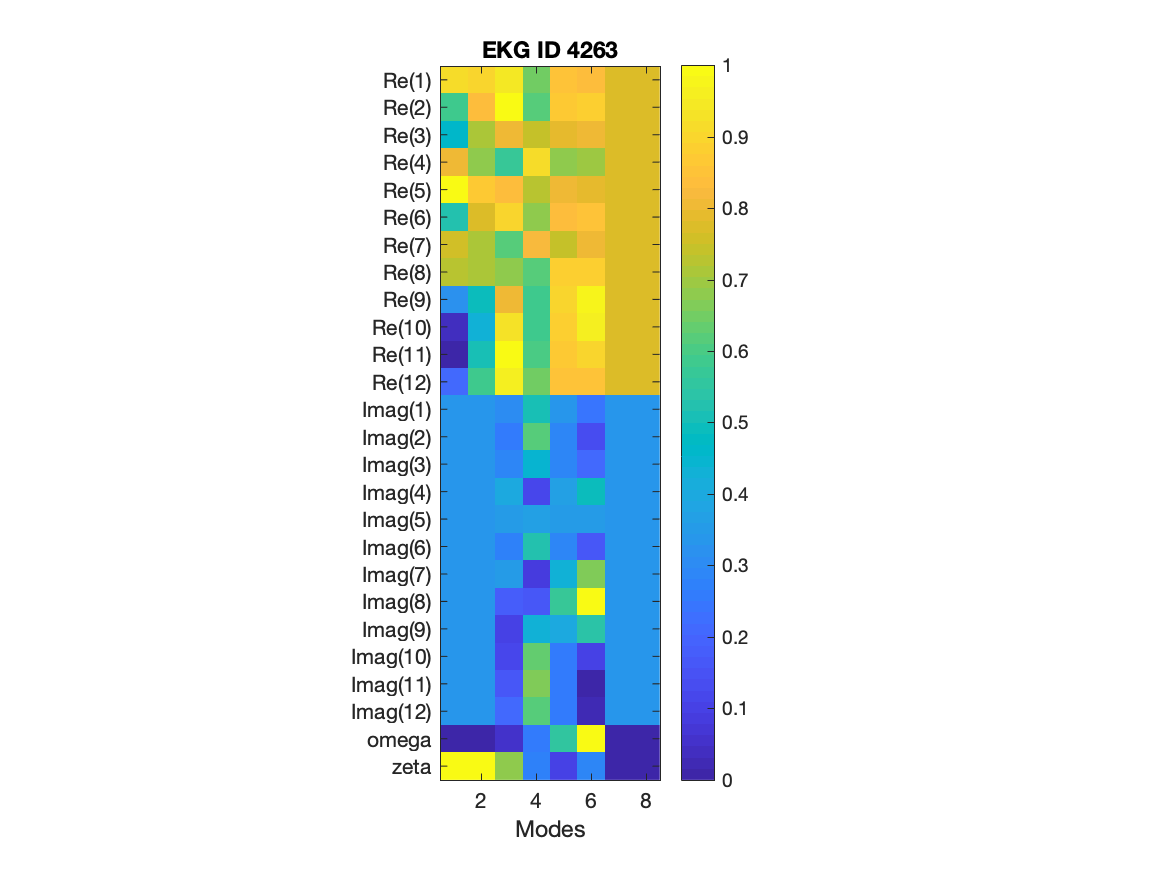 EKG ID 4263
Re(1)
Re(2)
Re(3)
Re(4)
Re(5)
Re(6)
Re(7)
Re(8)
Re(9)
Re(10)
Re(11)
Re(12)
Imag(1)
Imag(2)
Imag(3)
Imag(4)
Imag(5)
Imag(6)
Imag(7)
Imag(8)
Imag(9)
Imag(10)
Imag(11)
Imag(12)
omega
zeta
2 4 6 8
Modes
1
0.9
0.8
0.7
0.6
0.5
0.4
0.3
0.2
0.1
0